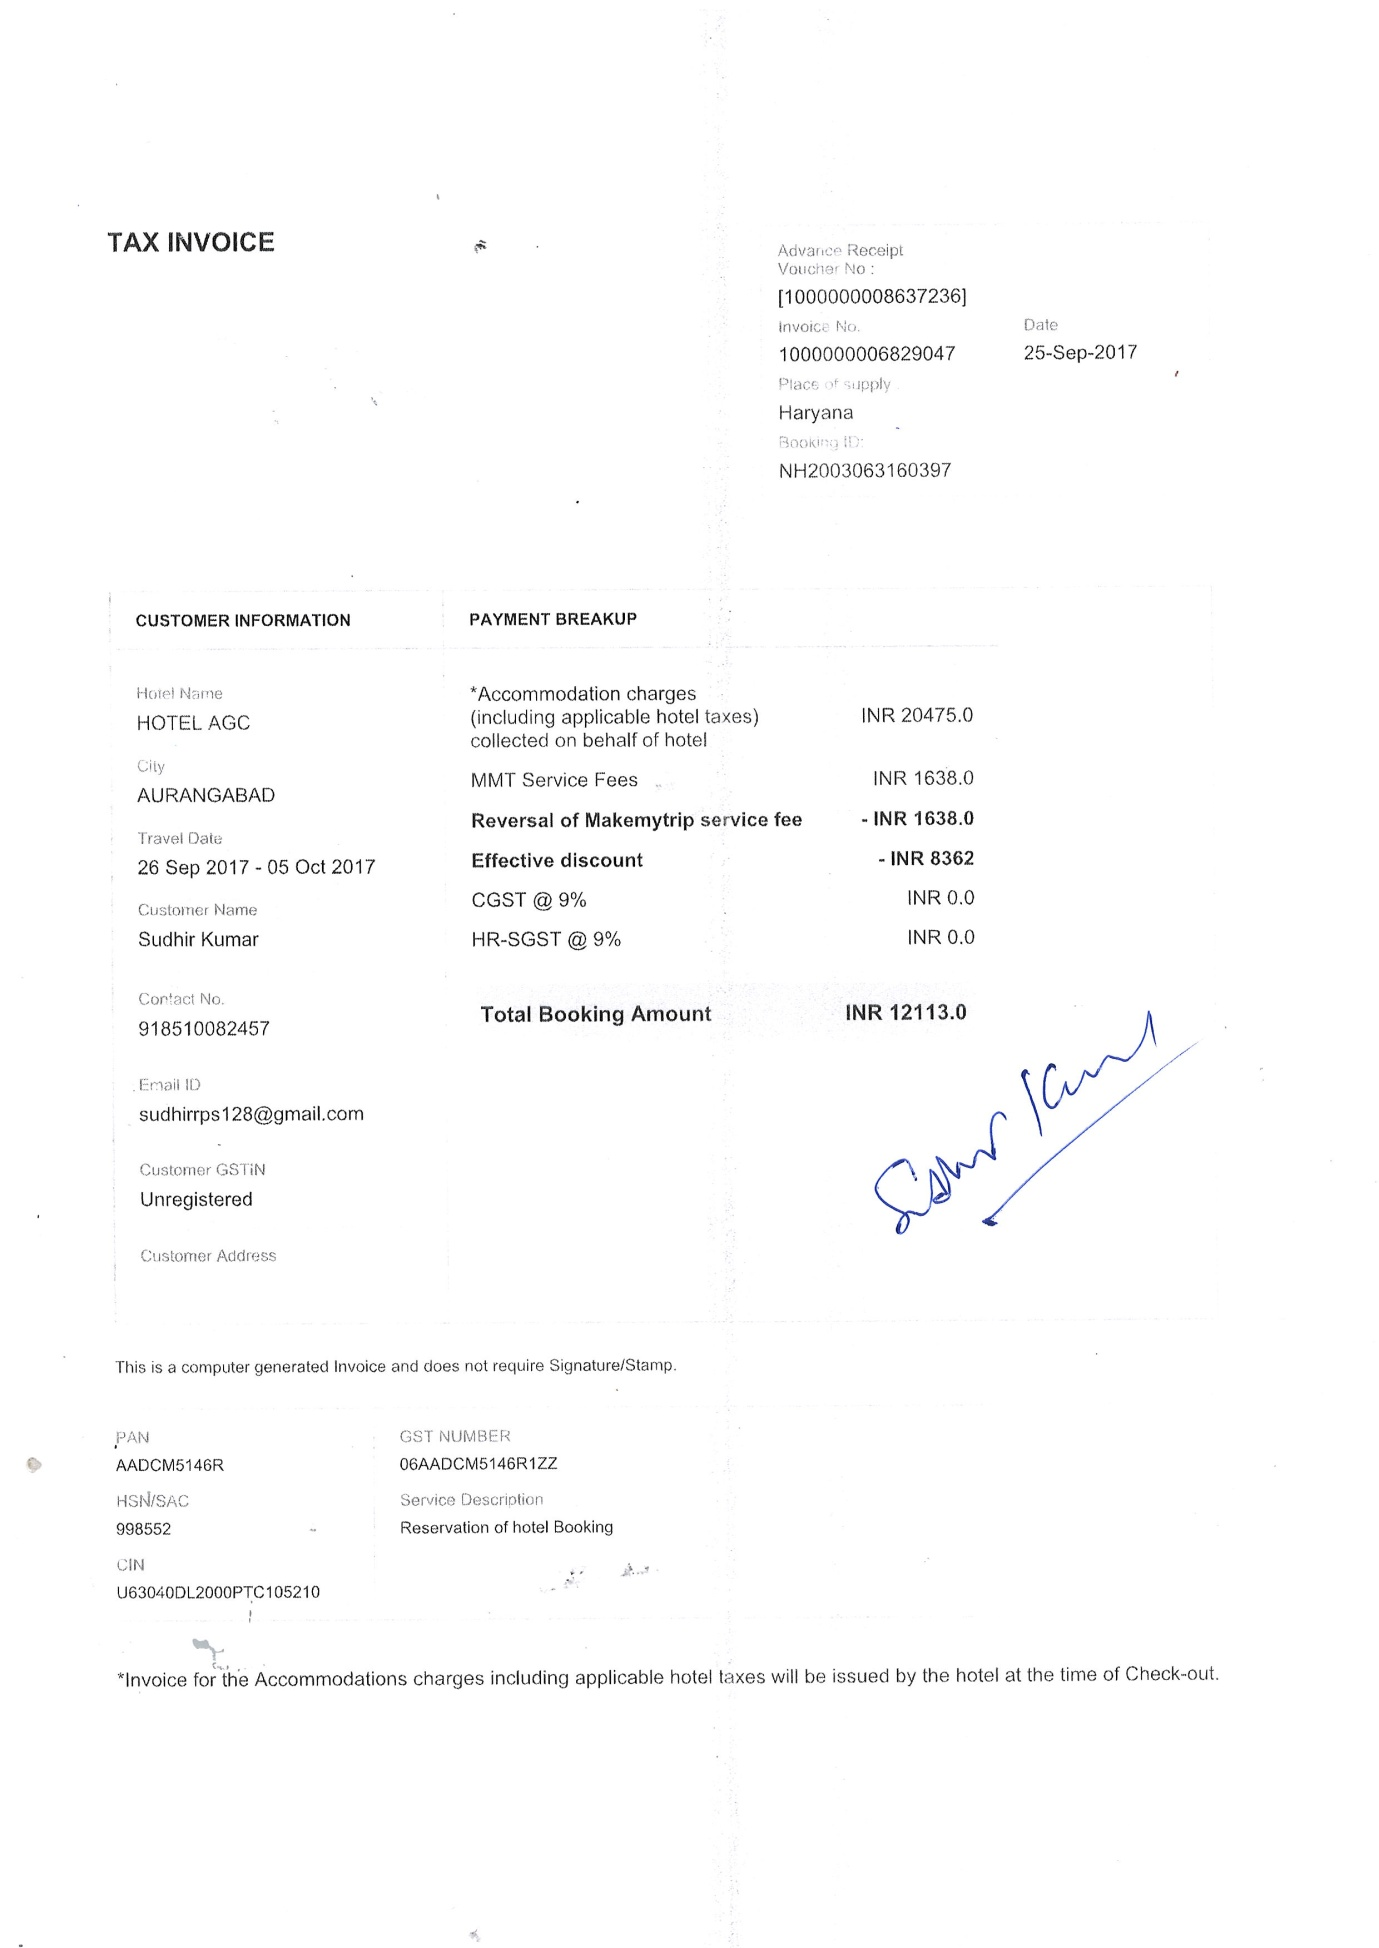 TAX INVOICE
Advance Receipt
Voucher No :
[1000000008637236]
Invoice No. Date
1000000006829047 25-Sep-2017
Place of supply
Haryana
Booking ID:
NH2003063160397
CUSTOMER INFORMATION PAYMENT BREAKUP
Hotel Name
HOTEL AGC
City
AURANGABAD
Travel Date
26 Sep 2017 - 05 Oct 2017
Customer Name
Sudhir Kumar
Contact No.
918510082457
Email ID
sudhirrps128@gmail.com
Customer GSTIN
Unregistered
Customer Address
*Accommodation charges
(including applicable hotel taxes) INR 20475.0
collected on behalf of hotel
MMT Service Fees INR 1638.0
Reversal of Makemytrip service fee - INR 1638.0
Effective discount - INR 8362
CGST @ 9% INR 0.0
HR-SGST @ 9% INR 0.0
Total Booking Amount INR 12113.0
Sudhir Kumar
This is a computer generated Invoice and does not require Signature/Stamp.
PAN GST NUMBER
AADCM5146R 06AADCM5146R1ZZ
HSN/SAC Service Description
998552 Reservation of hotel Booking
CIN
U63040DL2000PTC105210
*Invoice for the Accommodations charges including applicable hotel taxes will be issued by the hotel at the time of Check-out.